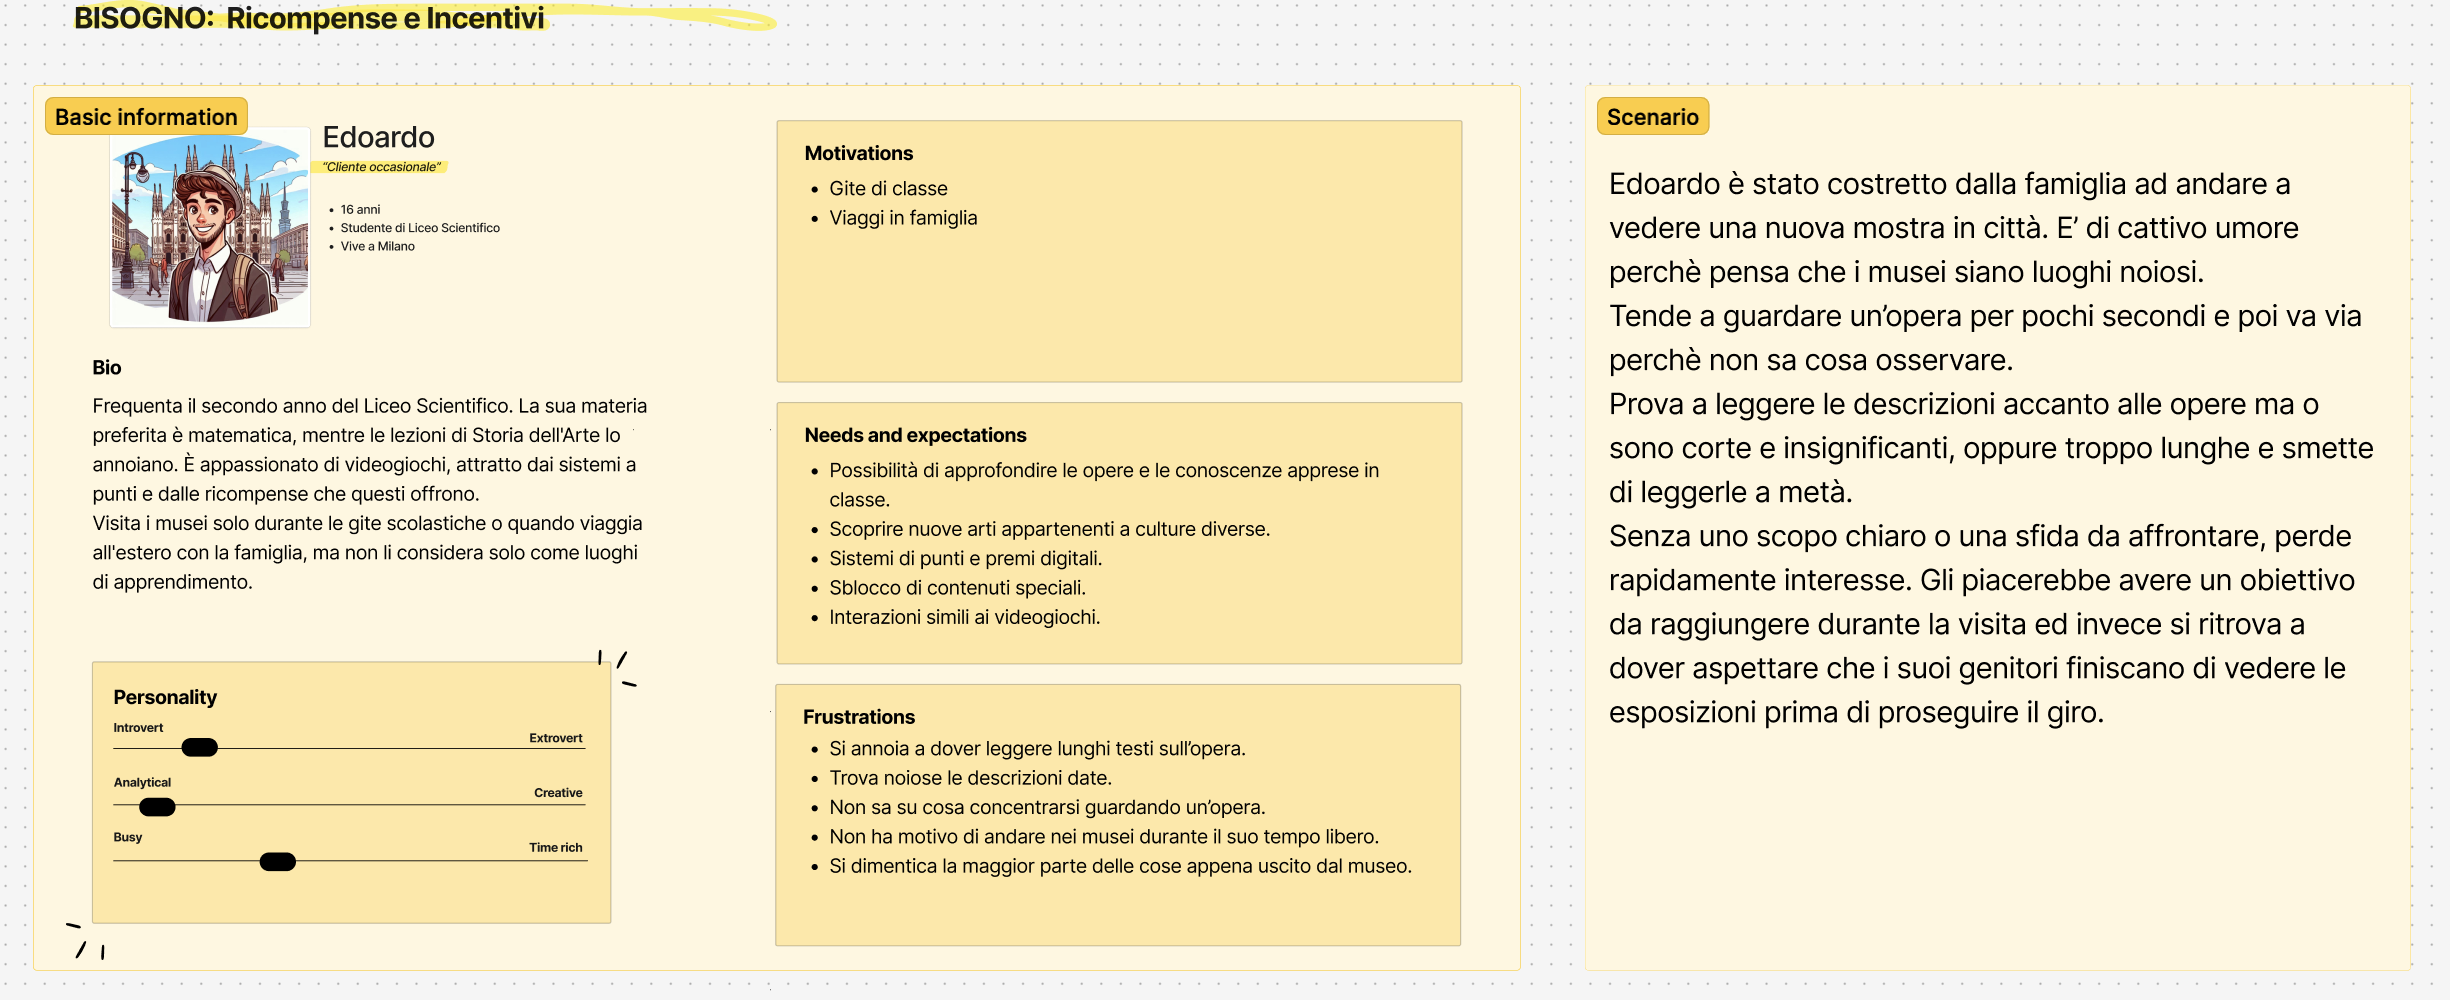 BISOGNO: Ricompense e Incentivi
Basic information
Edoardo
“Cliente occasionale”
• 16 anni
• Studente di Liceo Scientifico
• Vive a Milano
Bio
Frequenta il secondo anno del Liceo Scientifico. La sua materia
preferita è matematica, mentre le lezioni di Storia dell'Arte lo
annoiano. È appassionato di videogiochi, attratto dai sistemi a
punti e dalle ricompense che questi offrono.
Visita i musei solo durante le gite scolastiche o quando viaggia
all'estero con la famiglia, ma non li considera solo come luoghi
di apprendimento.
Personality
Introvert
Extrovert
Analytical
Creative
Busy
Time rich
Motivations
• Gite di classe
• Viaggi in famiglia
Needs and expectations
• Possibilità di approfondire le opere e le conoscenze apprese in
classe.
• Scoprire nuove arti appartenenti a culture diverse.
• Sistemi di punti e premi digitali.
• Sblocco di contenuti speciali.
• Interazioni simili ai videogiochi.
Frustrations
• Si annoia a dover leggere lunghi testi sull’opera.
• Trova noiose le descrizioni date.
• Non sa su cosa concentrarsi guardando un’opera.
• Non ha motivo di andare nei musei durante il suo tempo libero.
• Si dimentica la maggior parte delle cose appena uscito dal museo.
Scenario
Edoardo è stato costretto dalla famiglia ad andare a
vedere una nuova mostra in città. E’ di cattivo umore
perchè pensa che i musei siano luoghi noiosi.
Tende a guardare un’opera per pochi secondi e poi va via
perchè non sa cosa osservare.
Prova a leggere le descrizioni accanto alle opere ma o
sono corte e insignificanti, oppure troppo lunghe e smette
di leggerle a metà.
Senza uno scopo chiaro o una sfida da affrontare, perde
rapidamente interesse. Gli piacerebbe avere un obiettivo
da raggiungere durante la visita ed invece si ritrova a
dover aspettare che i suoi genitori finiscano di vedere le
esposizioni prima di proseguire il giro.